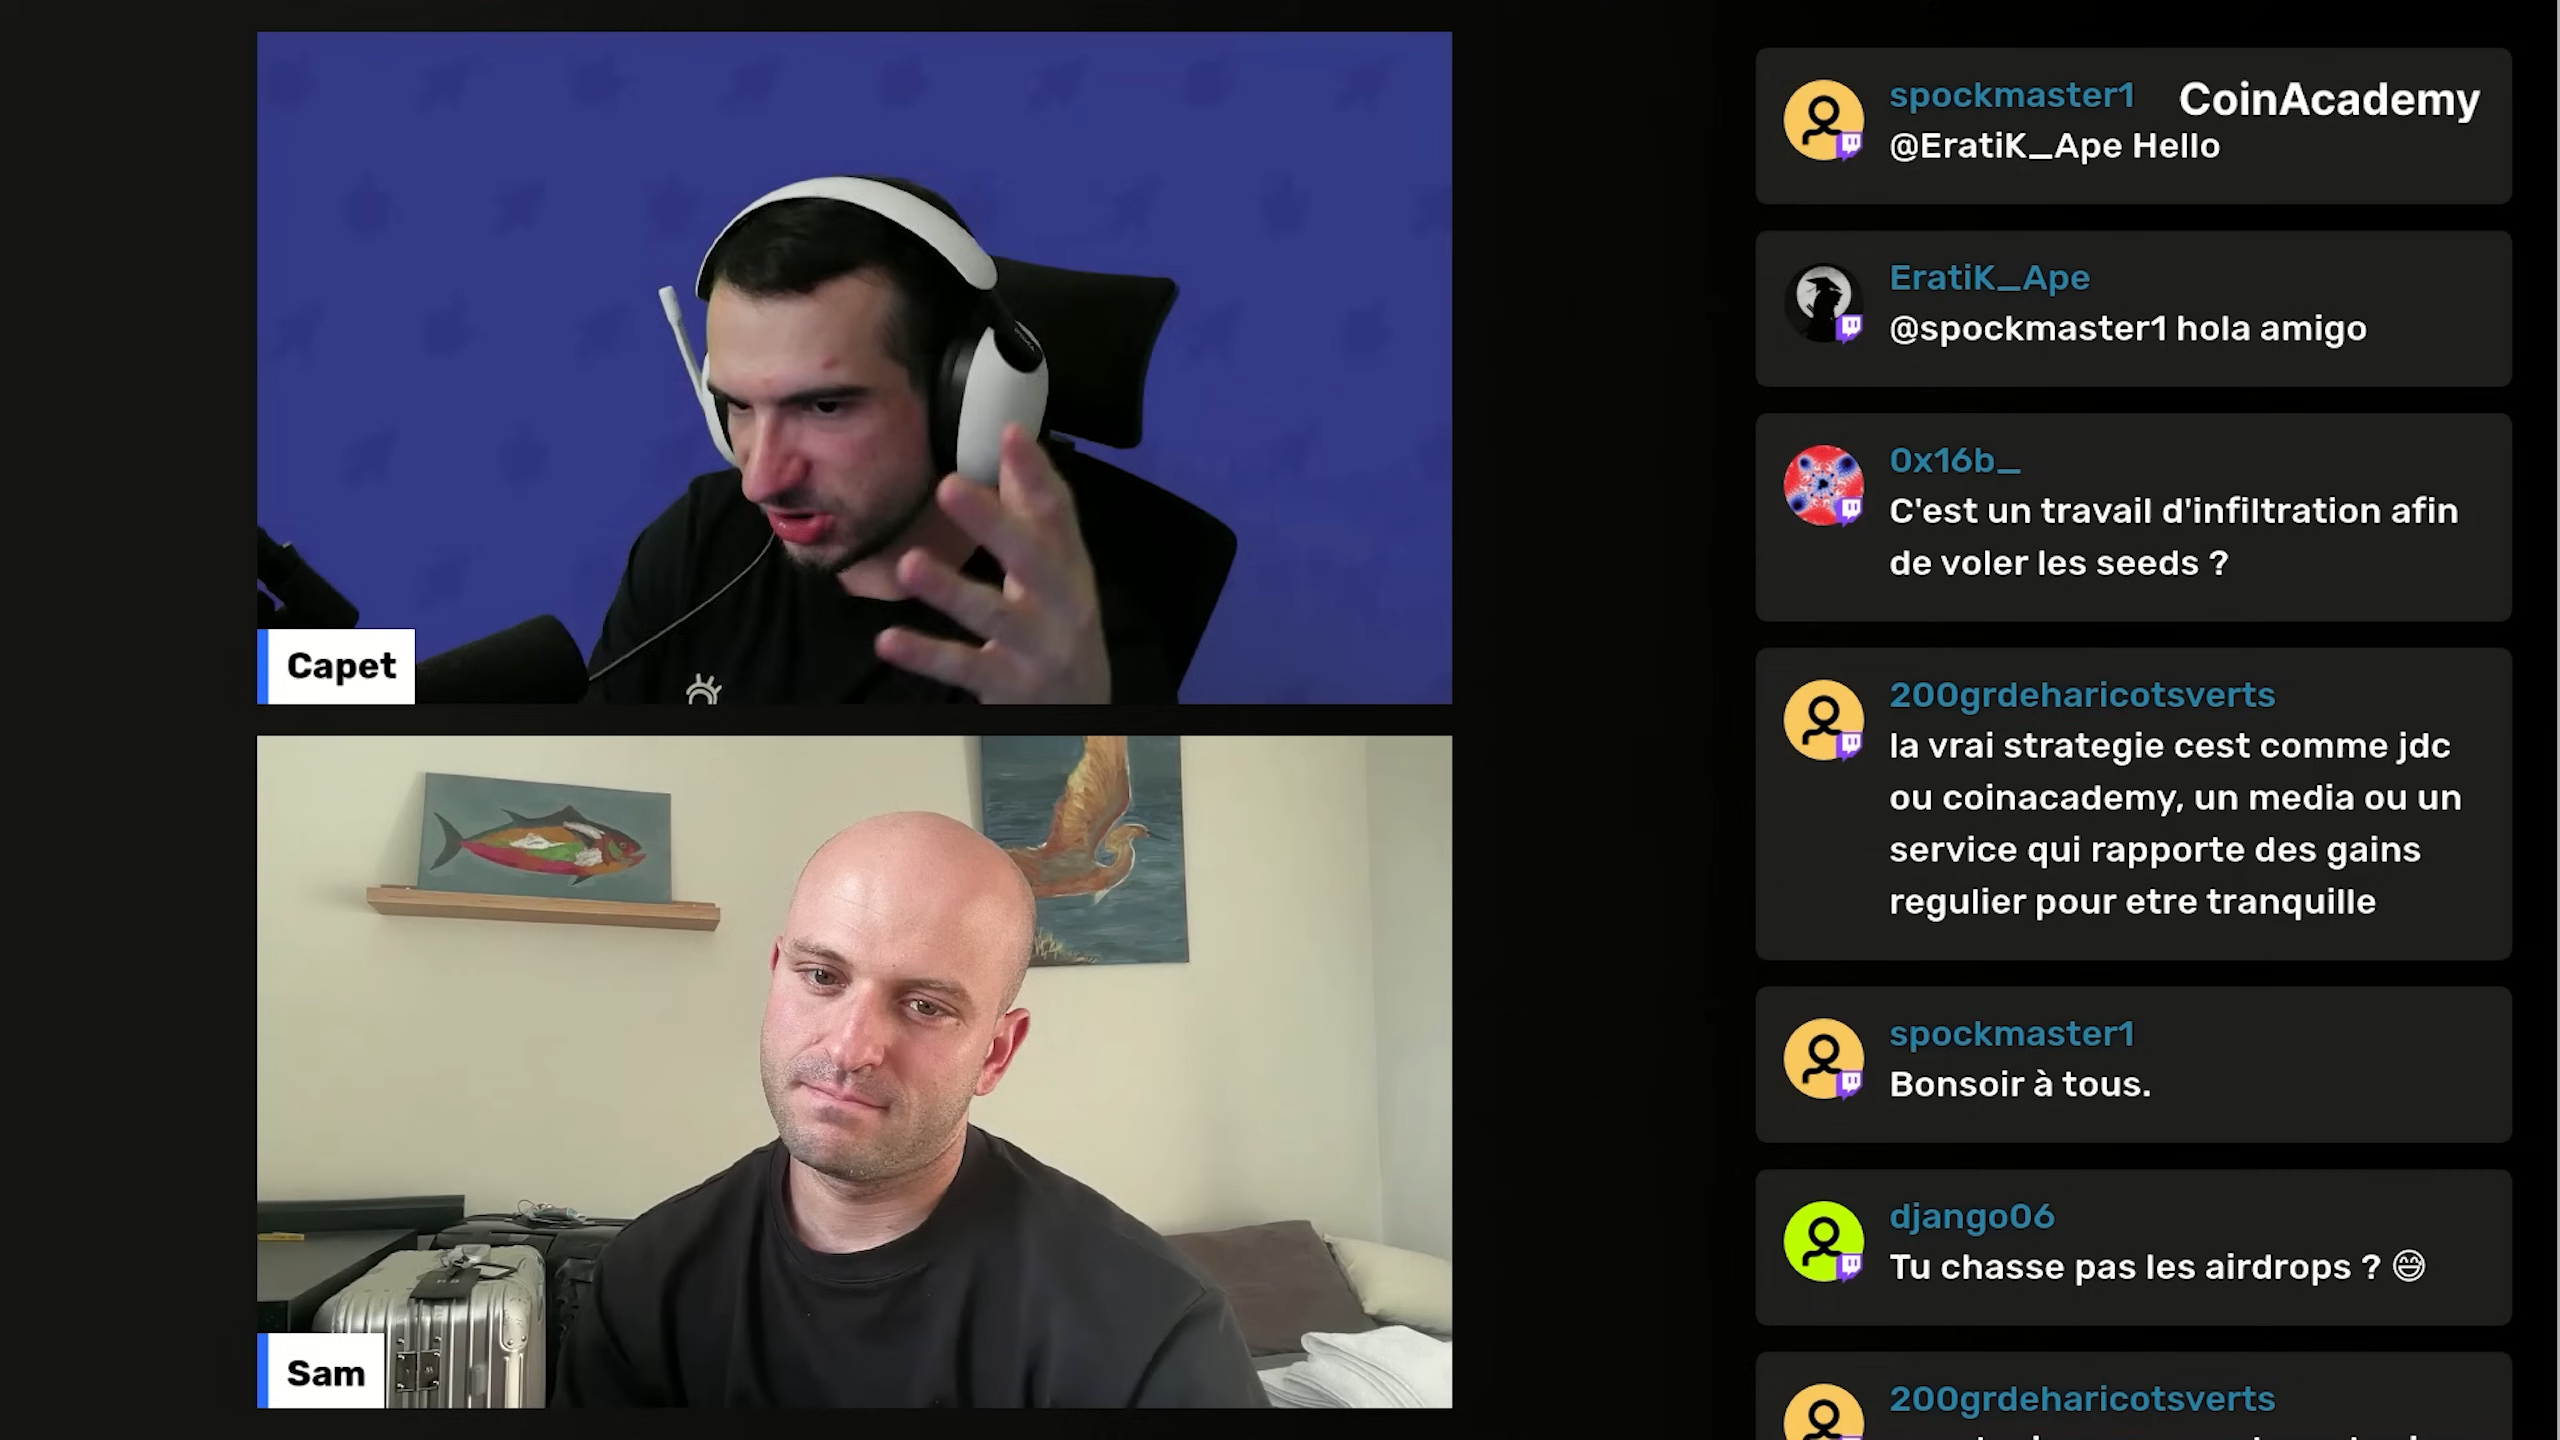 Capet
Sam
CoinAcademy
spockmaster1
@EratiK_Ape Hello
EratiK_Ape
@spockmaster1 hola amigo
0x16b_
C'est un travail d'infiltration afin
de voler les seeds ?
200grdeharicotsverts
la vrai strategie cest comme jdc
ou coinacademy, un media ou un
service qui rapporte des gains
regulier pour etre tranquille
spockmaster1
Bonsoir à tous.
django06
Tu chasse pas les airdrops ? 😅
200grdeharicotsverts